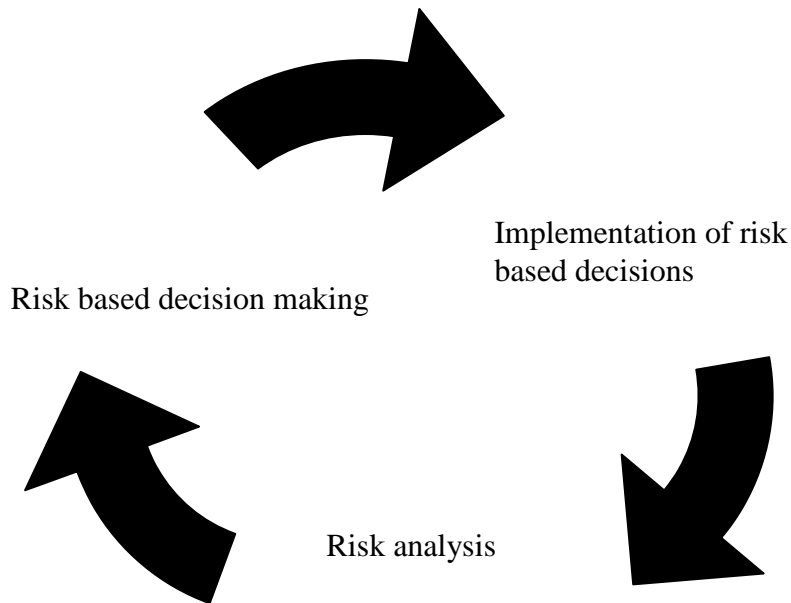 Implementation of risk
based decisions
Risk based decision making
Risk analysis